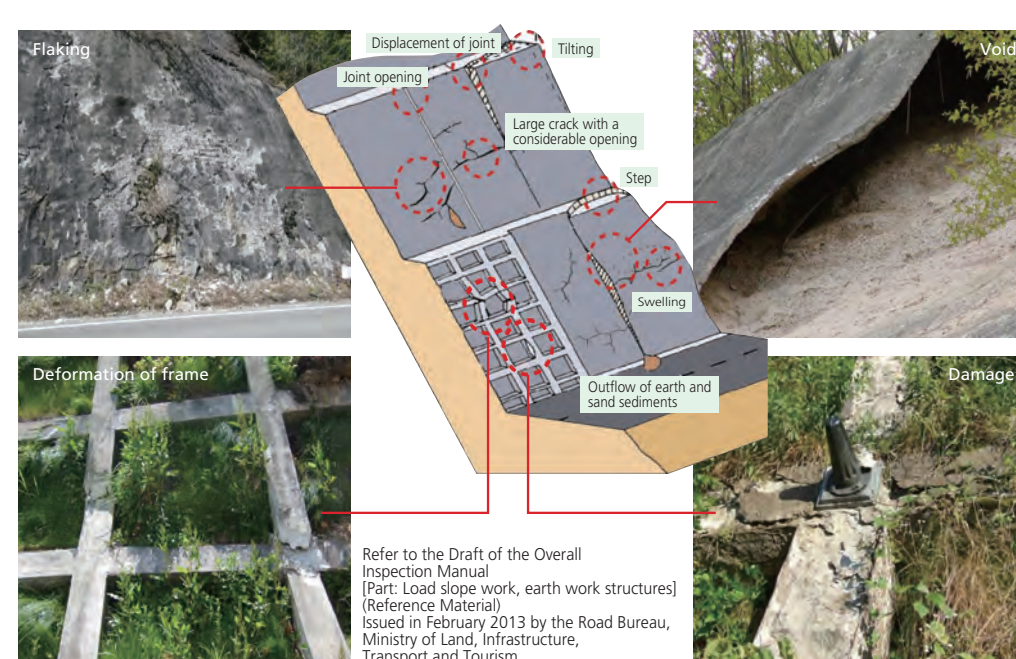 Flaking
Displacement of joint
Tilting
Void
Joint opening
Large crack with a
considerable opening
Step
Swelling
Deformation of frame
Outflow of earth and
sand sediments
Damage
Refer to the Draft of the Overall
Inspection Manual
[Part: Load slope work, earth work structures]
(Reference Material)
Issued in February 2013 by the Road Bureau,
Ministry of Land, Infrastructure,
Transport and Tourism